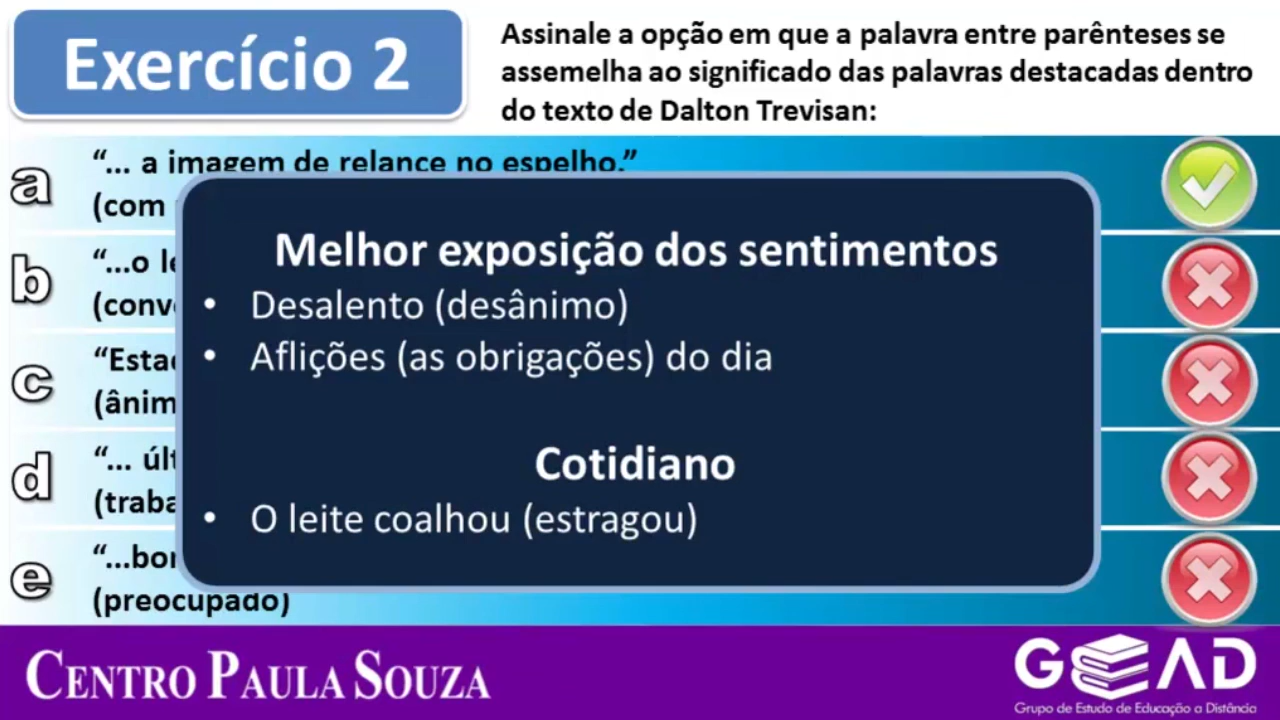 Exercício 2
Assinale a opção em que a palavra entre parênteses se
assemelha ao significado das palavras destacadas dentro
do texto de Dalton Trevisan:
a
“... a imagem de relance no espelho.”
(com
b
“...o
(conv
c
“Esta
(ânim
d
“... últ
(traba
e
“...bo
(preocupado)
Melhor exposição dos sentimentos
• Desalento (desânimo)
• Aflições (as obrigações) do dia
Cotidiano
• O leite coalhou (estragou)
CENTRO PAULA SOUZA
GEAD
Grupo de Estudo de Educação a Distância